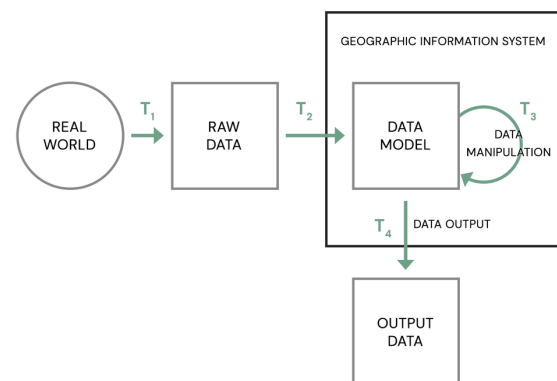 GEOGRAPHIC INFORMATION SYSTEM
T₁
T₂
T₃
REAL
WORLD
RAW
DATA
DATA
MODEL
DATA
MANIPULATION
T₄
DATA OUTPUT
OUTPUT
DATA